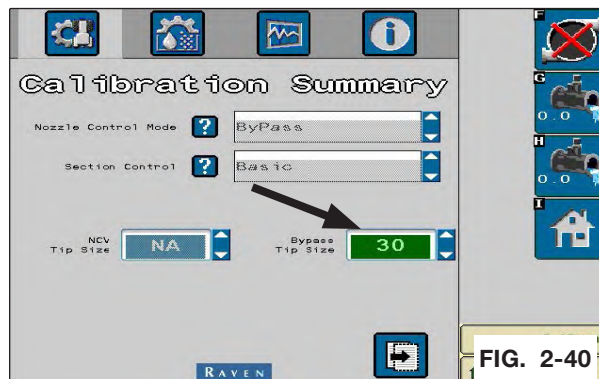 Calibration Summary
Nozzle Control Mode ? ByPass
Section Control ? Basic
NCV Tip Size NA
Bypass Tip Size 30
RAVEN
F
G
0.0
H
0.0
I
FIG. 2-40